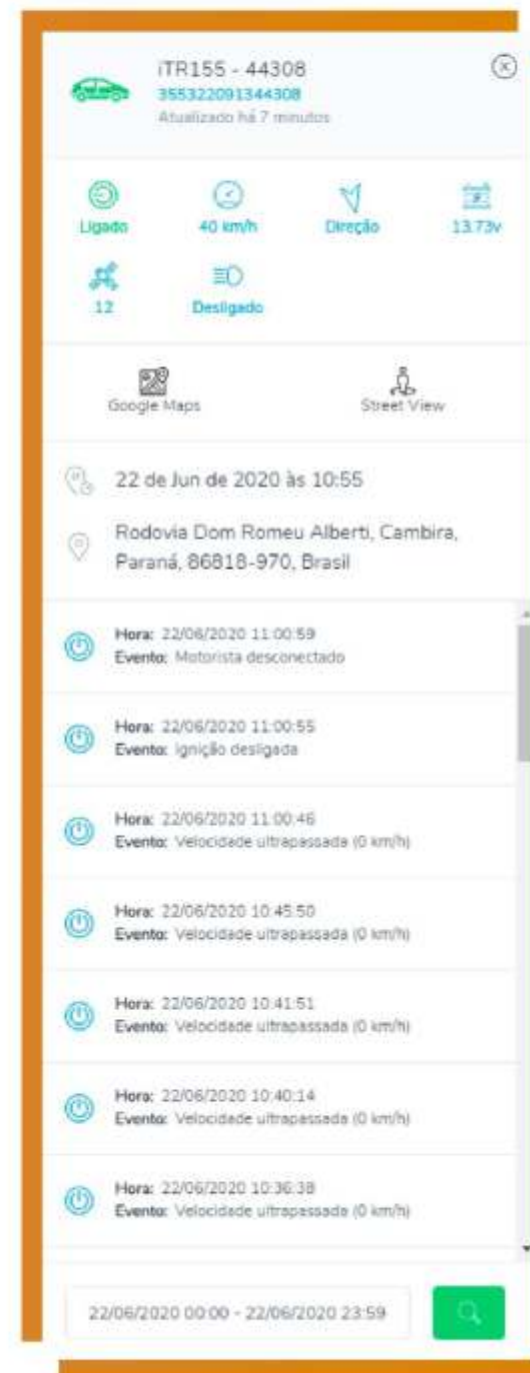 iTR155 - 44308
355322091344308
Atualizado há 7 minutos
Ligado
40 km/h
Direção
13.73v
12
Desligado
Google Maps
Street View
22 de Jun de 2020 às 10:55
Rodovia Dom Romeu Alberti, Cambira,
Paraná, 86818-970, Brasil
Hora: 22/06/2020 11:00:59
Evento: Motorista desconectado
Hora: 22/06/2020 11:00:55
Evento: Ignição desligada
Hora: 22/06/2020 11:00:46
Evento: Velocidade ultrapassada (0 km/h)
Hora: 22/06/2020 10:45:50
Evento: Velocidade ultrapassada (0 km/h)
Hora: 22/06/2020 10:41:51
Evento: Velocidade ultrapassada (0 km/h)
Hora: 22/06/2020 10:40:14
Evento: Velocidade ultrapassada (0 km/h)
Hora: 22/06/2020 10:36:38
Evento: Velocidade ultrapassada (0 km/h)
22/06/2020 00:00 - 22/06/2020 23:59